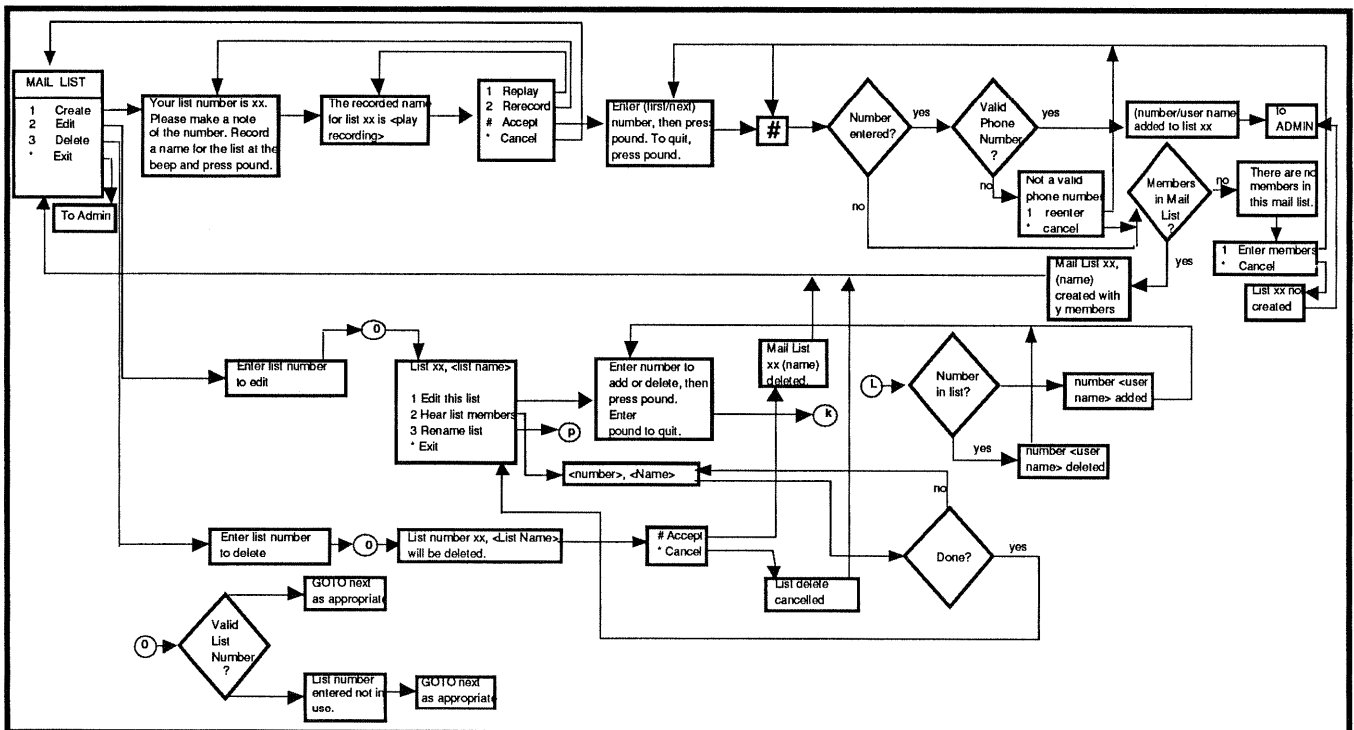 MAIL LIST
1 Create
2 Edit
3 Delete
* Exit
To Admin
Your list number is xx.
Please make a note
of the number. Record
a name for the list at the
beep and press pound.
The recorded name
for list xx is <play
recording>
1 Replay
2 Rerecord
# Accept
* Cancel
Enter (first/next)
number, then press
pound. To quit,
press pound.
#
Number
entered?
yes
no
Valid
Phone
Number
?
yes
no
Not a valid
phone number
1 reenter
* cancel
(number/user name)
added to list xx
To
ADMIN
Members
in Mail
List
?
no
yes
There are no
members in
this mail list.
1 Enter members
* Cancel
List xx no
created
Mail List xx,
(name)
created with
y members
Enter list number
to edit
0
List xx, <list name>
1 Edit this list
2 Hear list members
3 Rename list
* Exit
p
Enter number to
add or delete, then
press pound.
Enter
pound to quit.
k
Mail List
xx (name)
deleted.
L
Number
in list?
yes
number <user
name> added
number <user
name> deleted
<number>, <Name>
no
Done?
yes
Enter list number
to delete
0
List number xx, <List Name>
will be deleted.
# Accept
* Cancel
List delete
cancelled
0
Valid
List
Number
?
GOTO next
as appropriate
List number
entered not in
use.
GOTO next
as appropriate